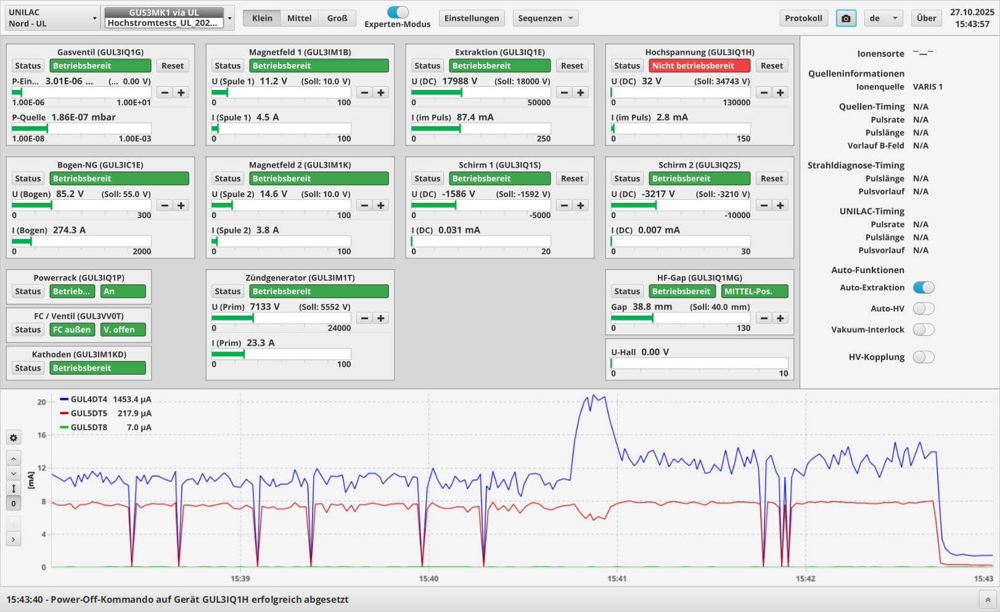 UNILAC
Nord - UL
GUS3MK1 via UL
Hochstromtests_UL_202...
Klein Mittel Groß
Experten-Modus
Einstellungen
Sequenzen
Protokoll
de
Über
27.10.2025
15:43:57
Gasventil (GUL3IQ1G)
Status Betriebsbereit Reset
P-Ein... 3.01E-06 ... (... 0.00 V)
1.00E-06 1.00E+01
P-Quelle 1.86E-07 mbar
1.00E-08 1.00E-03
Magnetfeld 1 (GUL3IM1B)
Status Betriebsbereit
U (Spule 1) 11.2 V (Soll: 10.0 V)
0 100
I (Spule 1) 4.5 A
0 100
Extraktion (GUL3IQ1E)
Status Betriebsbereit Reset
U (DC) 17988 V (Soll: 18000 V)
0 50000
I (im Puls) 87.4 mA
0 250
Hochspannung (GUL3IQ1H)
Status Nicht betriebsbereit Reset
U (DC) 32 V (Soll: 34743 V)
0 130000
I (im Puls) 2.8 mA
0 150
Bogen-NG (GUL3IC1E)
Status Betriebsbereit
U (Bogen) 85.2 V (Soll: 55.0 V)
0 300
I (Bogen) 274.3 A
0 2000
Magnetfeld 2 (GUL3IM1K)
Status Betriebsbereit
U (Spule 2) 14.6 V (Soll: 10.0 V)
0 100
I (Spule 2) 3.8 A
0 100
Schirm 1 (GUL3IQ1S)
Status Betriebsbereit Reset
U (DC) -1586 V (Soll: -1592 V)
0 -5000
I (DC) 0.031 mA
0 20
Schirm 2 (GUL3IQ2S)
Status Betriebsbereit Reset
U (DC) -3217 V (Soll: -3210 V)
0 -10000
I (DC) 0.007 mA
0 30
Powerrack (GUL3IQ1P)
Status Betrieb... An
FC / Ventil (GUL3VV0T)
Status FC außen V. offen
Kathoden (GUL3IM1KD)
Status Betriebsbereit
Zündgenerator (GUL3IM1T)
Status Betriebsbereit
U (Prim) 7133 V (Soll: 5552 V)
0 24000
I (Prim) 23.3 A
0 100
HF-Gap (GUL3IQ1MG)
Status Betriebsbereit MITTEL-Pos.
Gap 38.8 mm (Soll: 40.0 mm)
0 130
U-Hall 0.00 V
0 10
Ionensorte
Quelleninformationen
Ionenquelle VARIS 1
Quellen-Timing N/A
Pulsrate N/A
Pulslänge N/A
Vorlauf B-Feld N/A
Strahldiagnose-Timing
Pulslänge N/A
Pulsvorlauf N/A
UNILAC-Timing
Pulsrate N/A
Pulslänge N/A
Pulsvorlauf N/A
Auto-Funktionen
Auto-Extraktion
Auto-HV
Vakuum-Interlock
HV-Kopplung
GUL4DT4 1453.4 µA
GUL5DT5 217.9 µA
GUL5DT8 7.0 µA
[mA]
20
16
12
8
4
0
0
15:39 15:40 15:41 15:42 15:43
15:43:40 - Power-Off-Kommando auf Gerät GUL3IQ1H erfolgreich abgesetzt